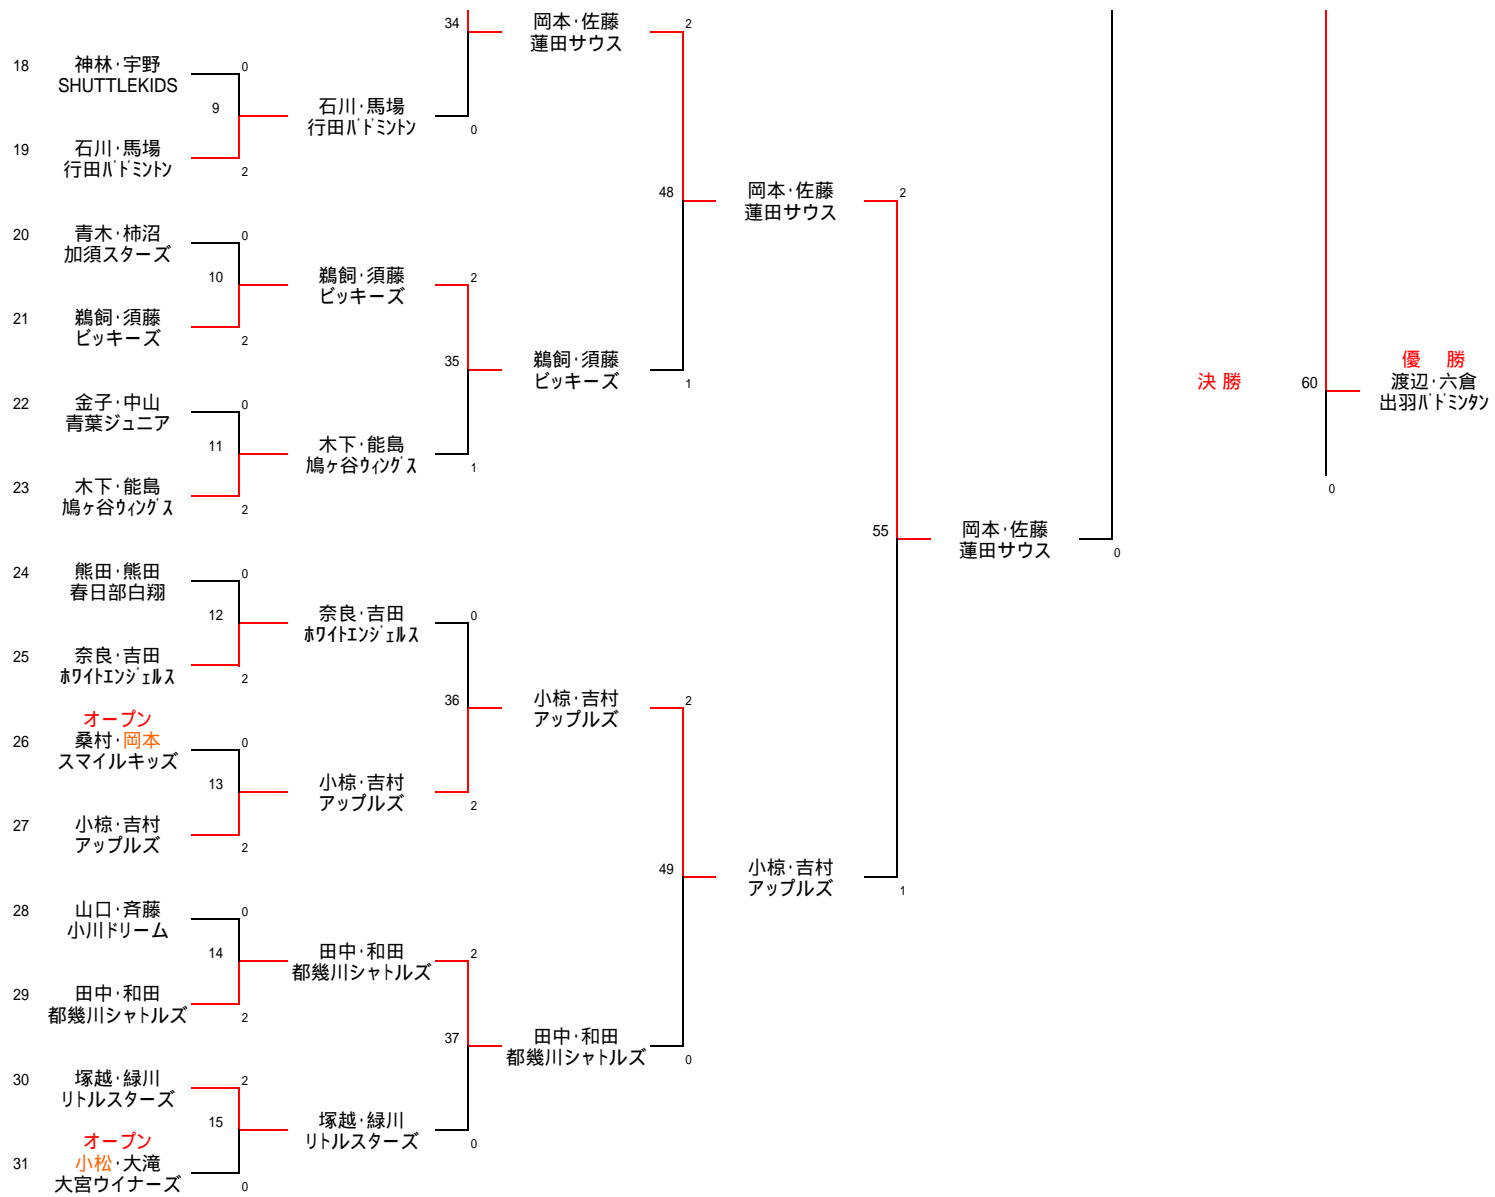 34
岡本・佐藤
蓮田サウス
2
18
神林・宇野
SHUTTLEKIDS
0
9
石川・馬場
行田バドミントン
0
19
石川・馬場
行田バドミントン
2
48
岡本・佐藤
蓮田サウス
2
20
青木・柿沼
加須スターズ
0
10
鵜飼・須藤
ビッキーズ
2
21
鵜飼・須藤
ビッキーズ
2
35
鵜飼・須藤
ビッキーズ
1
決勝
60
優 勝
渡辺・六倉
出羽バドミンタン
22
金子・中山
青葉ジュニア
0
11
木下・能島
鳩ヶ谷ウィングス
1
23
木下・能島
鳩ヶ谷ウィングス
2
0
55
岡本・佐藤
蓮田サウス
0
24
熊田・熊田
春日部白翔
0
12
奈良・吉田
ホワイトエンジェルス
0
25
奈良・吉田
ホワイトエンジェルス
2
36
小椋・吉村
アップルズ
2
オープン
26
桑村・岡本
スマイルキッズ
0
13
小椋・吉村
アップルズ
2
27
小椋・吉村
アップルズ
2
49
小椋・吉村
アップルズ
1
28
山口・斉藤
小川ドリーム
0
14
田中・和田
都幾川シャトルズ
2
29
田中・和田
都幾川シャトルズ
2
37
田中・和田
都幾川シャトルズ
0
30
塚越・緑川
リトルスターズ
2
15
塚越・緑川
リトルスターズ
0
オープン
31
小松・大滝
大宮ウイナーズ
0